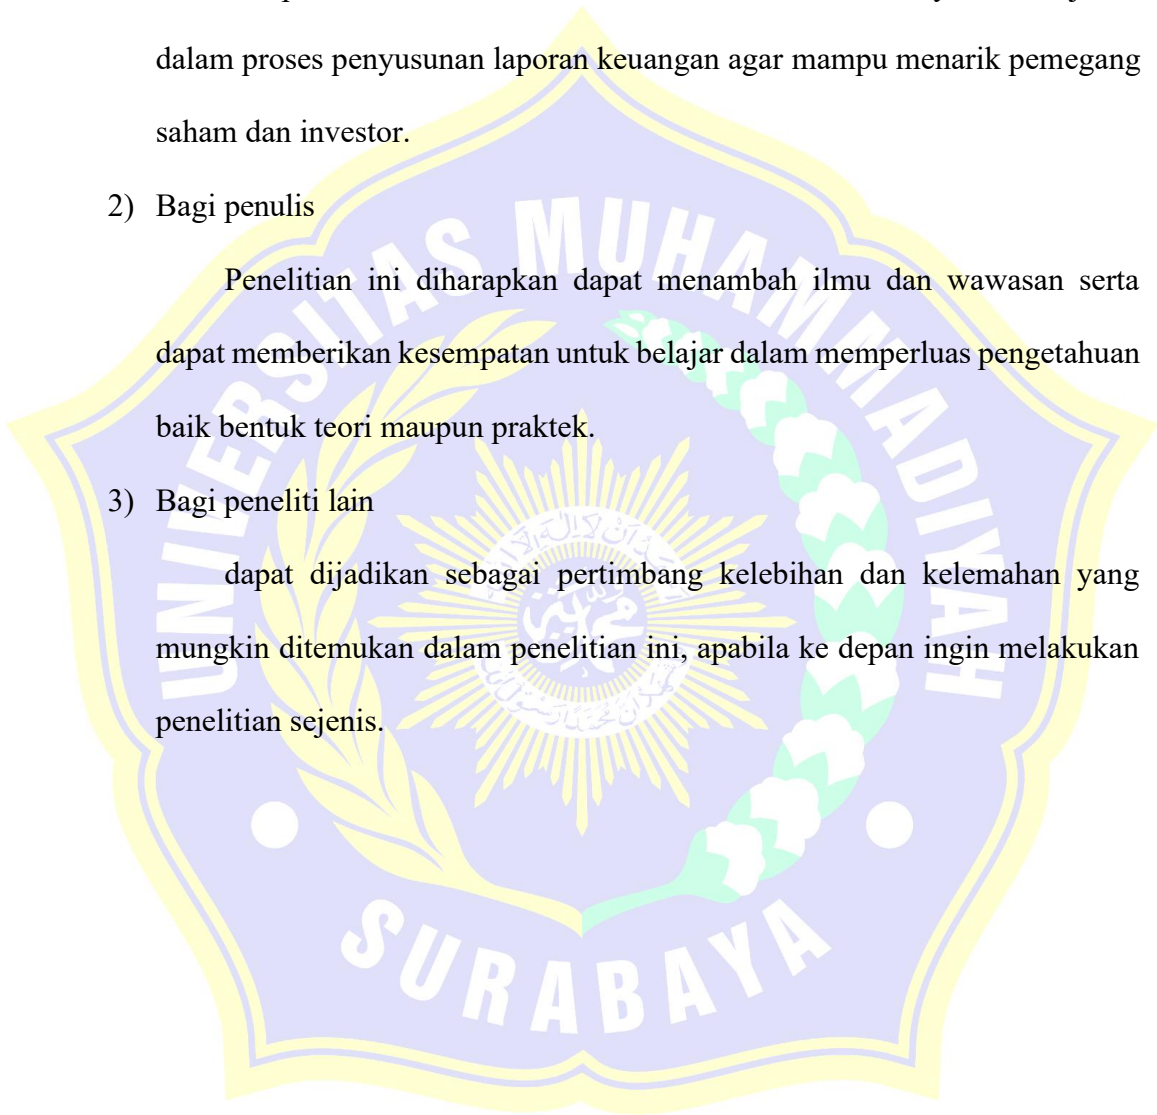 dalam proses penyusunan laporan keuangan agar mampu menarik pemegang
saham dan investor.
2) Bagi penulis
Penelitian ini diharapkan dapat menambah ilmu dan wawasan serta
dapat memberikan kesempatan untuk belajar dalam memperluas pengetahuan
baik bentuk teori maupun praktek.
3) Bagi peneliti lain
dapat dijadikan sebagai pertimbang kelebihan dan kelemahan yang
mungkin ditemukan dalam penelitian ini, apabila ke depan ingin melakukan
penelitian sejenis.
UNIVERSITAS MUHAMMADIYAH
SURABAYA